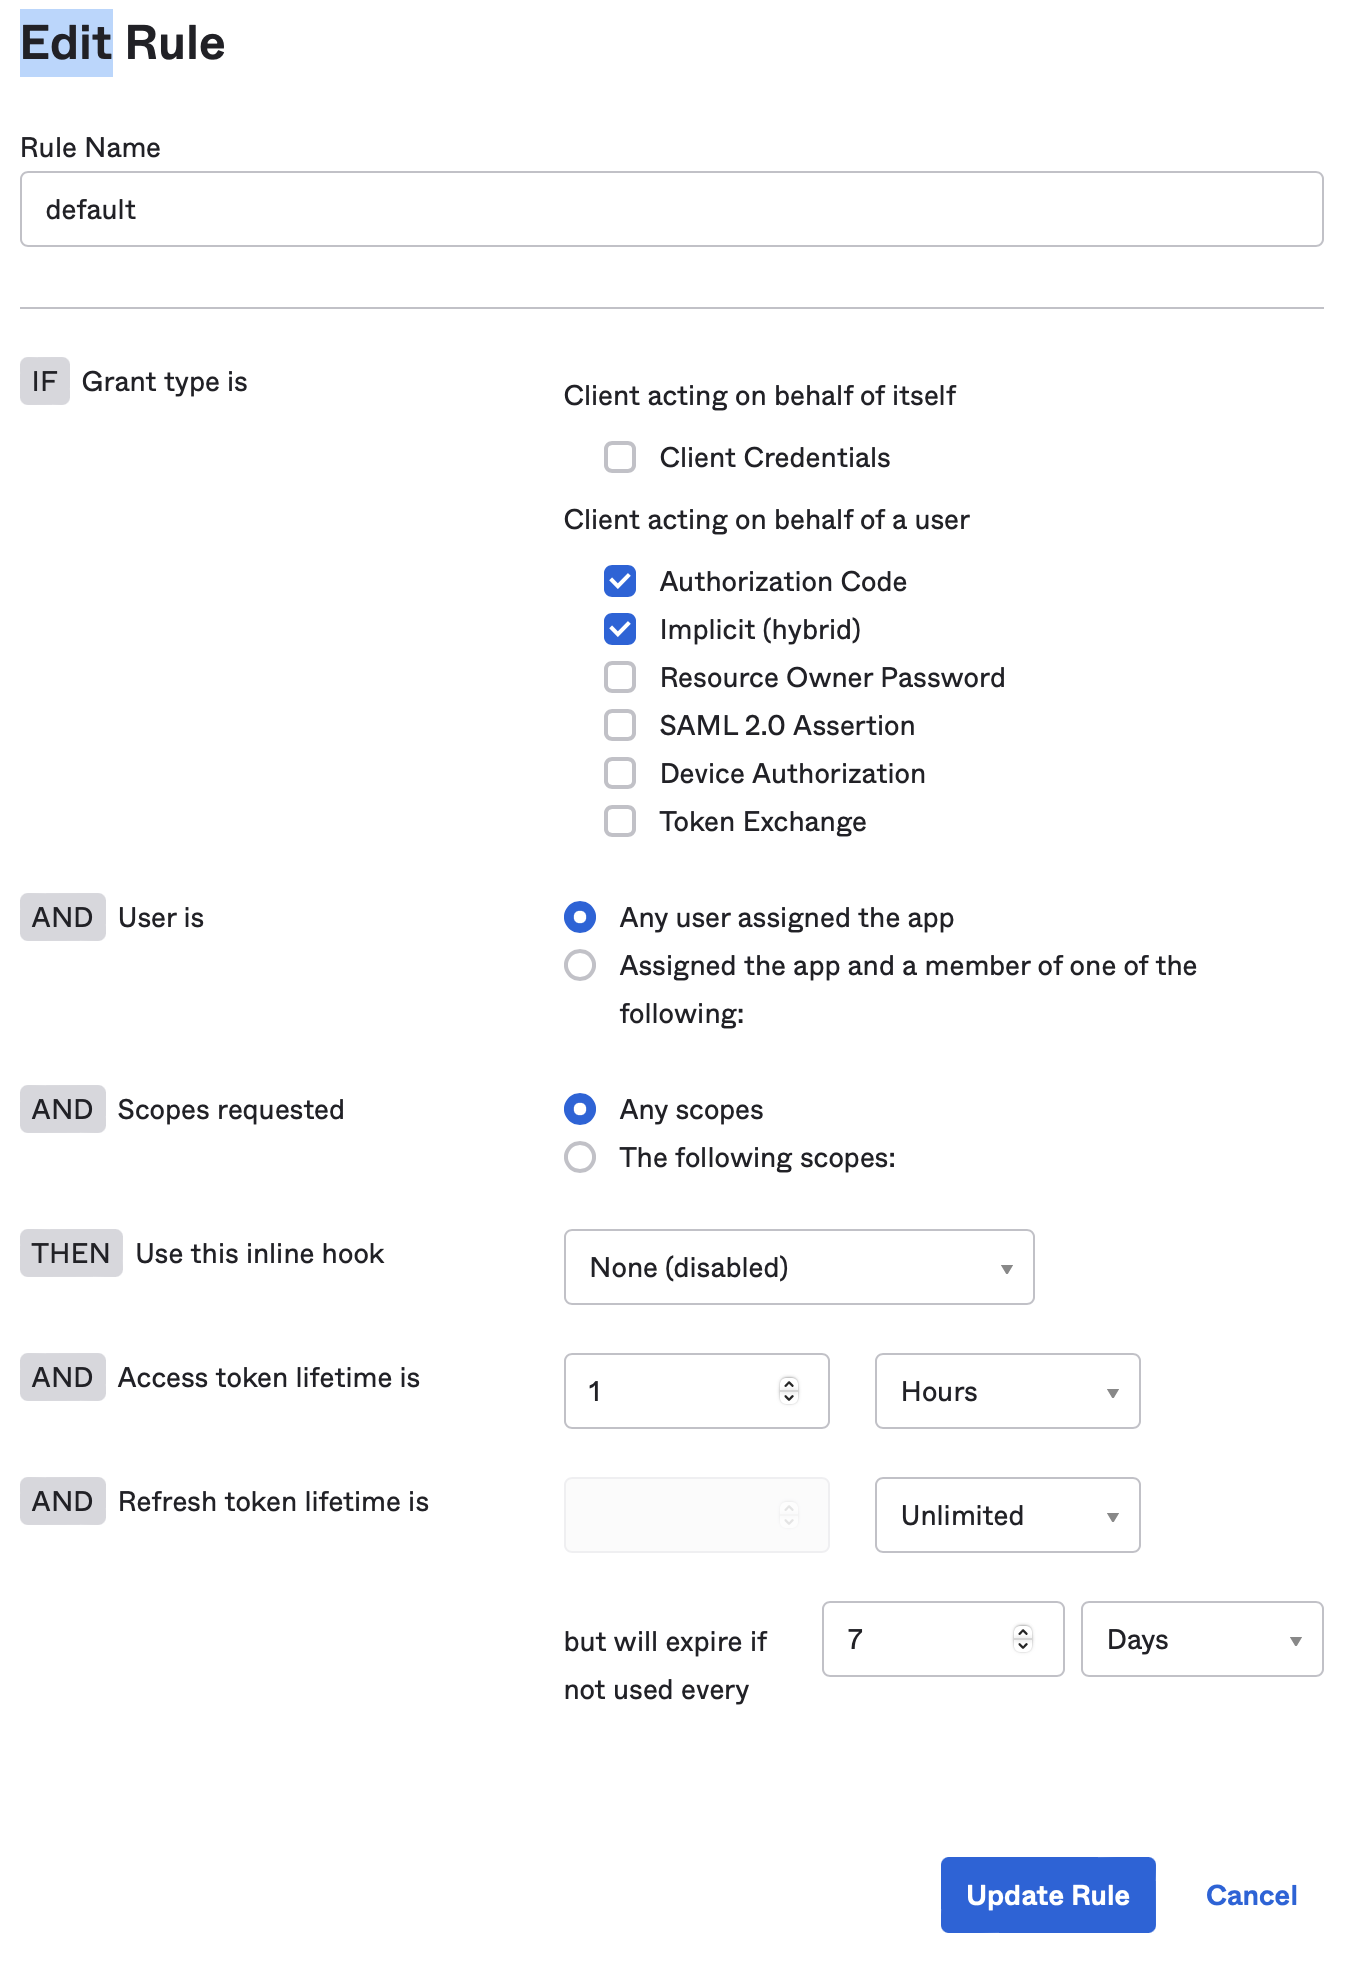 Edit Rule
Rule Name
default
IF Grant type is
Client acting on behalf of itself
Client Credentials
Client acting on behalf of a user
Authorization Code
Implicit (hybrid)
Resource Owner Password
SAML 2.0 Assertion
Device Authorization
Token Exchange
AND User is
Any user assigned the app
Assigned the app and a member of one of the
following:
AND Scopes requested
Any scopes
The following scopes:
THEN Use this inline hook
None (disabled)
AND Access token lifetime is
1 Hours
AND Refresh token lifetime is
Unlimited
but will expire if
not used every
7 Days
Update Rule Cancel